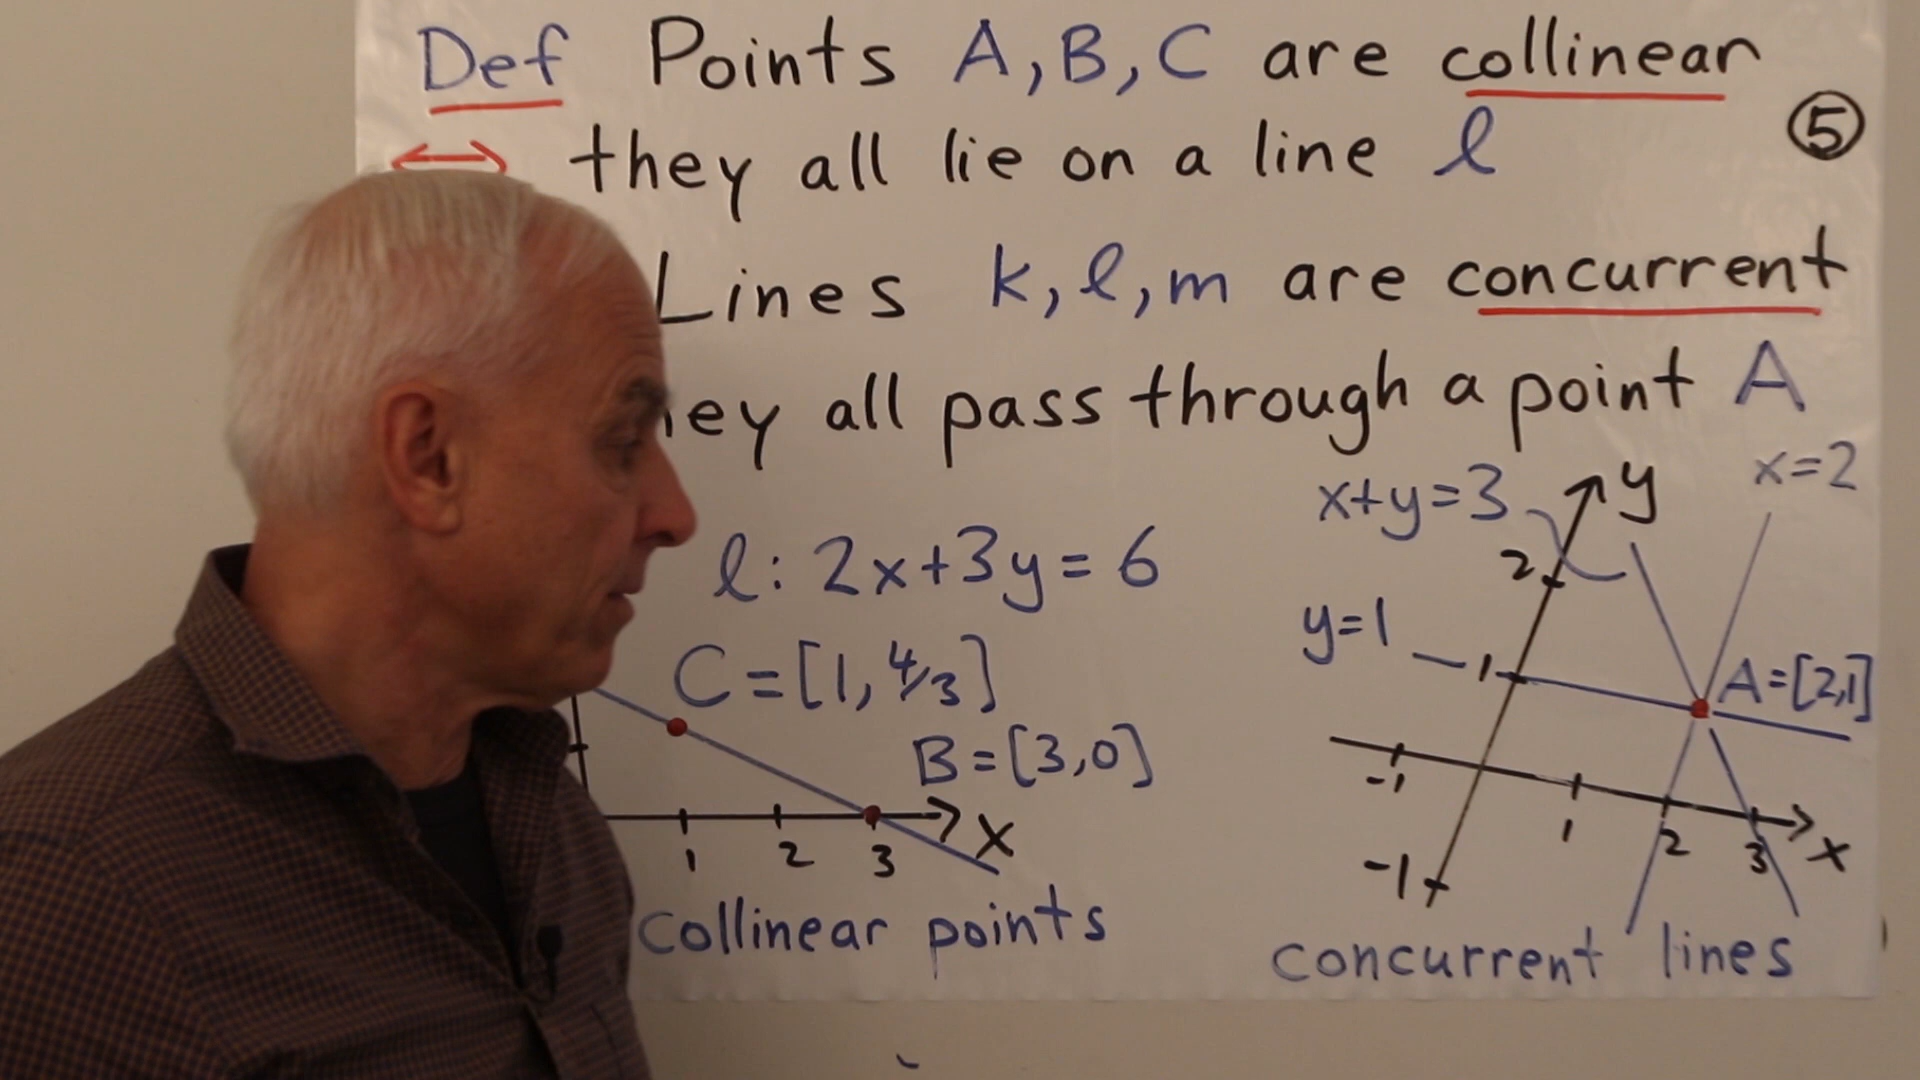 Def Points A, B, C are collinear
⑤
↔ they all lie on a line l
Lines k, l, m are concurrent
ey all pass through a point A
l: 2x+3y=6
C=[1, 4/3]
B=[3,0]
1 2 3 x
collinear points
x+y=3
y
x=2
2
y=1
1
A=[2,1]
-1 1 2 3 x
-1
concurrent lines